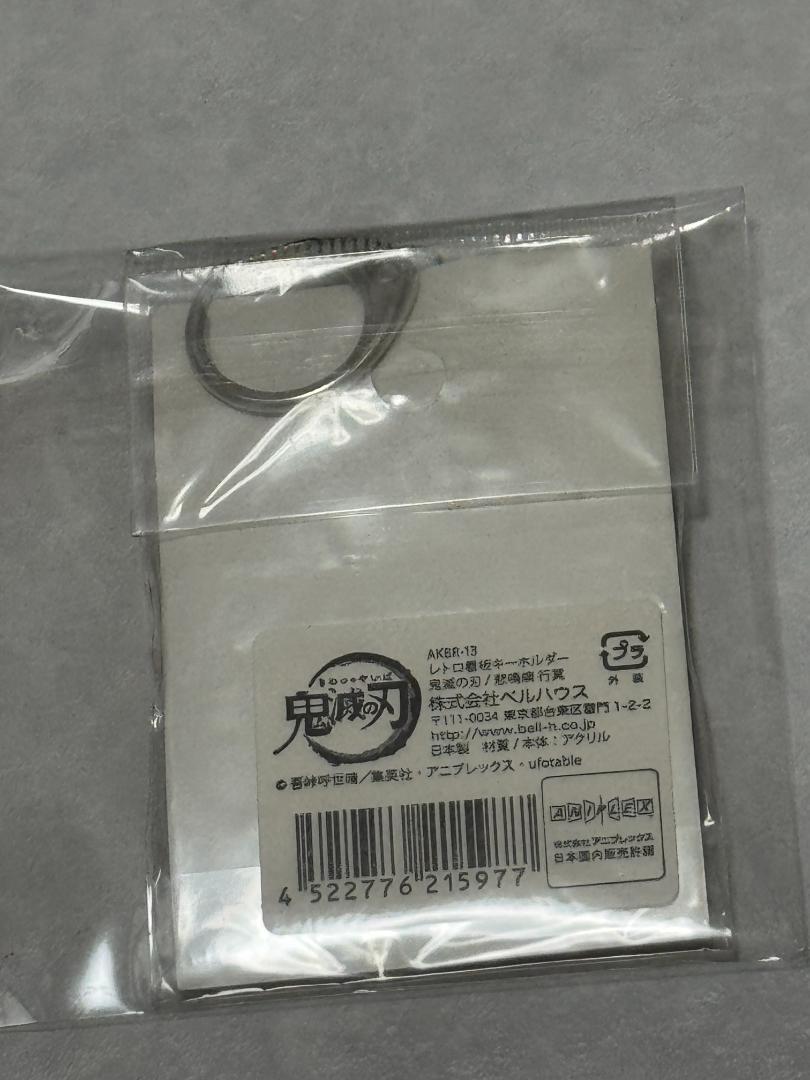 AKBR-13
レトロ看板キーホルダー
鬼滅の刃/悲鳴嶼行冥
株式会社ベルハウス
〒111-0034 東京都台東区雷門1-2-2
http://www.bell-h.co.jp
日本製 材質/本体:アクリル
きめつのやいば
鬼滅の刃
プラ
外 装
©吾峠呼世晴/集英社・アニプレックス・ufotable
4 522776 215977
ANIPLEX
株式会社アニプレックス
日本国内販売許諾